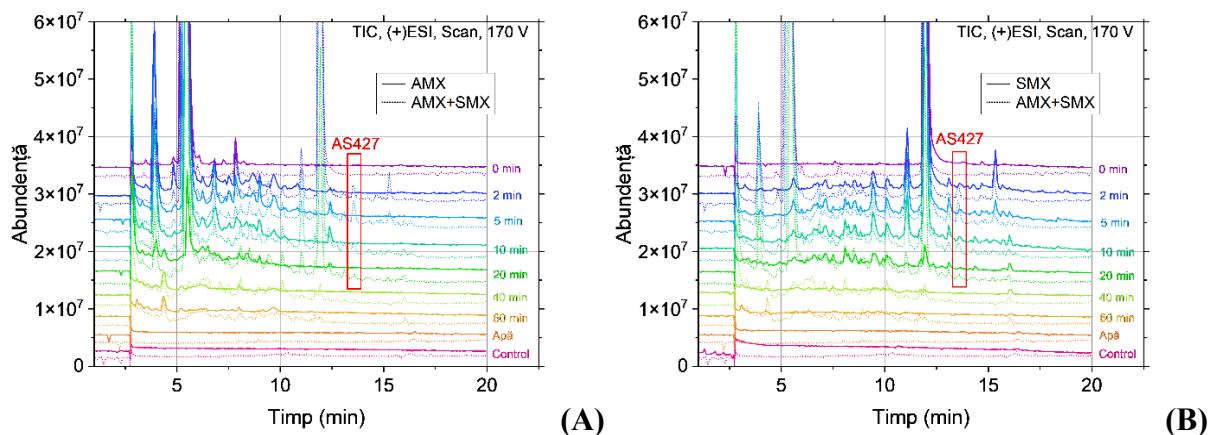 TIC, (+)ESI, Scan, 170 V
AMX
AMX+SMX
AS427
6×10⁷
5×10⁷
4×10⁷
3×10⁷
2×10⁷
1×10⁷
0
Abundență
0 min
2 min
5 min
10 min
20 min
40 min
60 min
Apă
Control
5
10
15
20
Timp (min)
(A)
TIC, (+)ESI, Scan, 170 V
SMX
AMX+SMX
AS427
6×10⁷
5×10⁷
4×10⁷
3×10⁷
2×10⁷
1×10⁷
0
Abundență
0 min
2 min
5 min
10 min
20 min
40 min
60 min
Apă
Control
5
10
15
20
Timp (min)
(B)